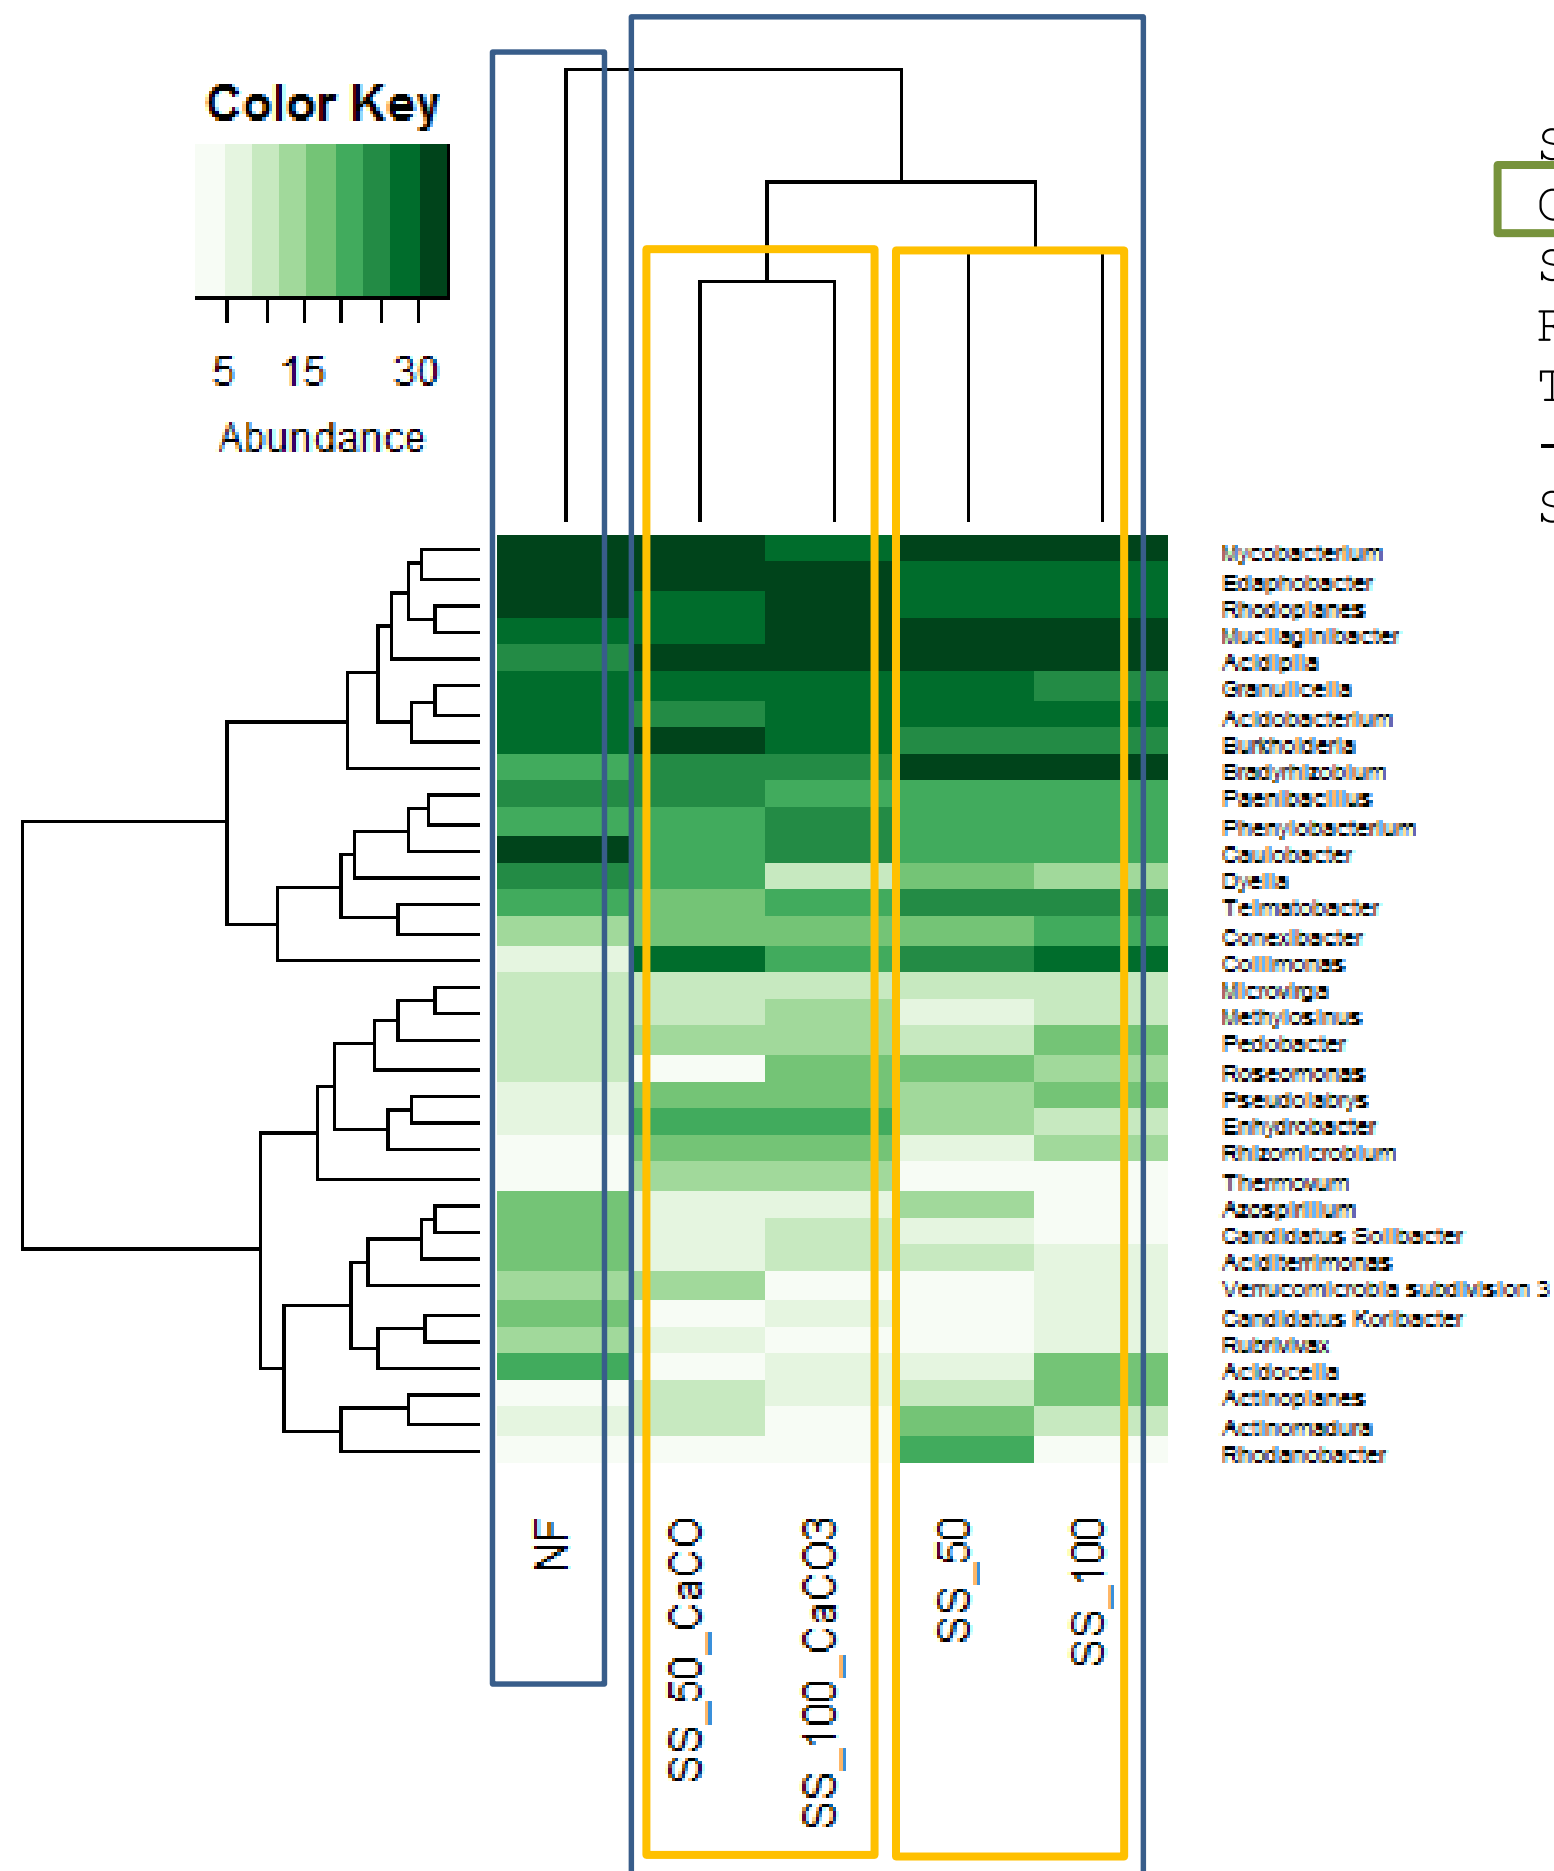 Color Key
5 15 30
Abundance
Mycobacterium
Edaphobacter
Rhodoplanes
Mucilaginibacter
Acidipila
Granulicella
Acidobacterium
Burkholderia
Bradyrhizobium
Paenibacillus
Phenylobacterium
Caulobacter
Dyella
Telmatobacter
Conexibacter
Collimonas
Microvirga
Methylosinus
Pedobacter
Roseomonas
Pseudolabrys
Enhydrobacter
Rhizomicrobium
Thermovum
Azospirillum
Candidatus Solibacter
Aciditerrimonas
Verrucomicrobia subdivision 3
Candidatus Koribacter
Rubrivivax
Acidocella
Actinoplanes
Actinomadura
Rhodanobacter
NF
SS_50_CaCO
SS_100_CaCO3
SS_50
SS_100